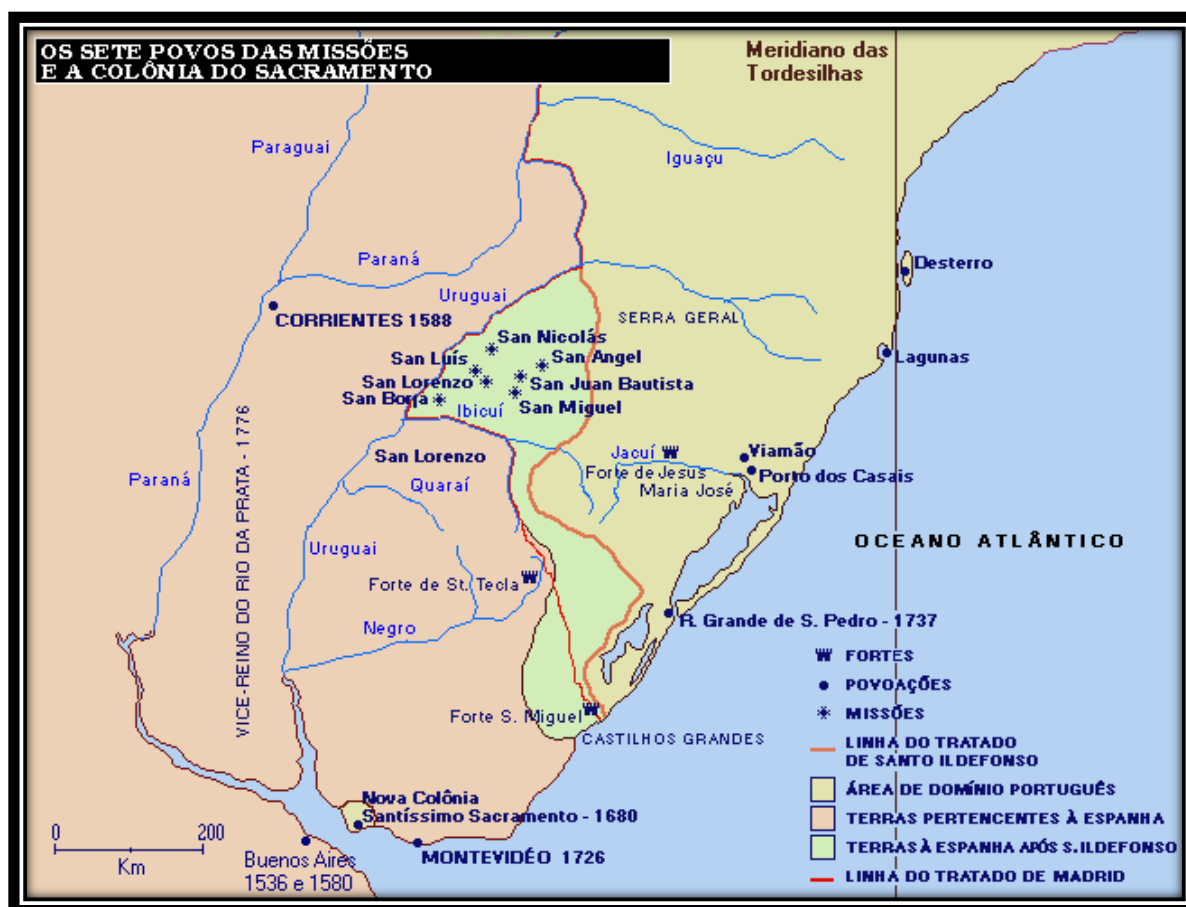 OS SETE POVOS DAS MISSÕES
E A COLÔNIA DO SACRAMENTO
Meridiano das
Tordesilhas
Paraguai
Iguaçu
Paraná
Desterro
Uruguai
CORRIENTES 1588
SERRA GERAL
San Nicolás
San Luís
San Angel
Lagunas
San Lorenzo
San Juan Bautista
San Borja
San Miguel
Ibicuí
VICE-REINO DO RIO DA PRATA - 1776
San Lorenzo
Jacuí
Viamão
Paraná
Quaraí
Forte de Jesus
Maria José
Porto dos Casais
Uruguai
OCEANO ATLÂNTICO
Forte de St. Tecla
Negro
R. Grande de S. Pedro - 1737
FORTES
POVOAÇÕES
Forte S. Miguel
MISSÕES
CASTILHOS GRANDES
LINHA DO TRATADO
DE SANTO ILDEFONSO
ÁREA DE DOMÍNIO PORTUGUÊS
Nova Colônia
Santíssimo Sacramento - 1680
TERRAS PERTENCENTES À ESPANHA
0 200
Km
TERRAS À ESPANHA APÓS S.ILDEFONSO
Buenos Aires
1536 e 1580
MONTEVIDÉO 1726
LINHA DO TRATADO DE MADRID